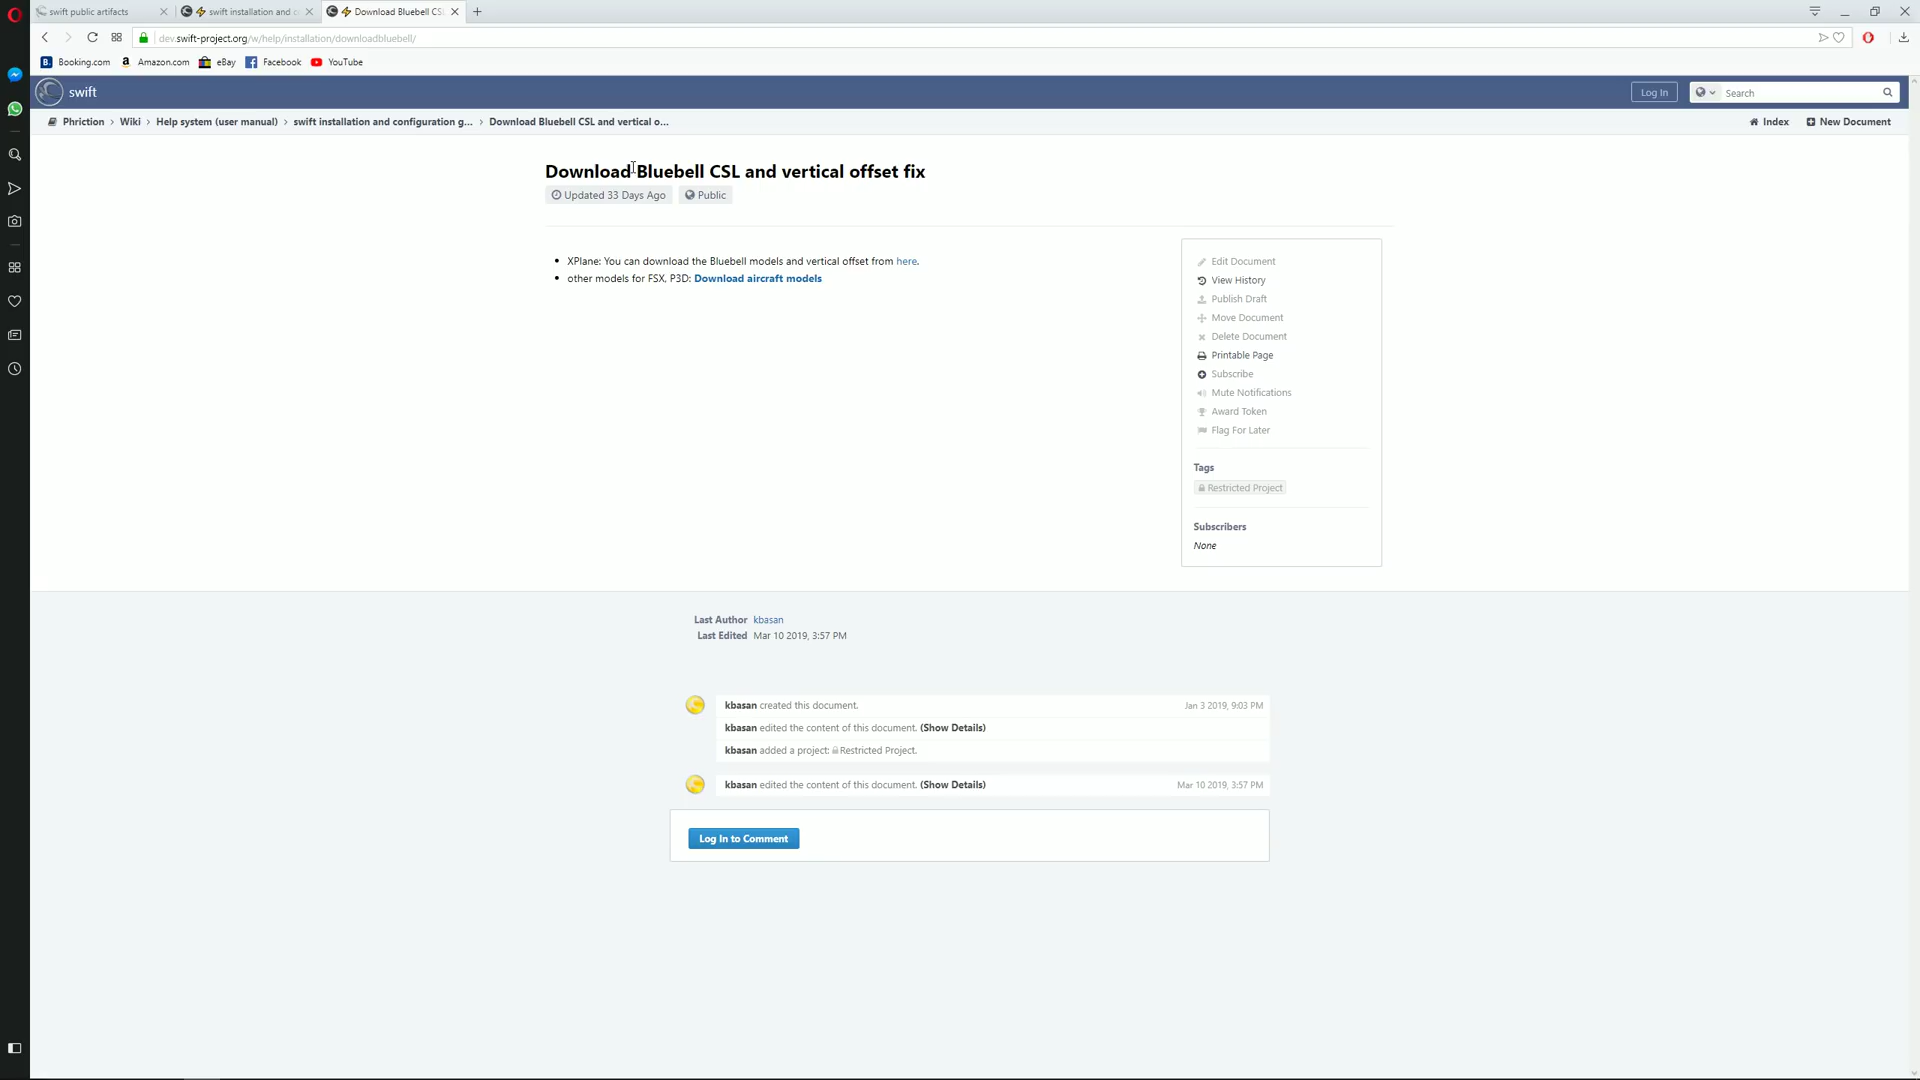 swift public artifacts
swift installation and c
Download Bluebell CS
dev.swift-project.org/w/help/installation/downloadbluebell/
Booking.com
Amazon.com
eBay
Facebook
YouTube
swift
Log In
Search
Phriction > Wiki > Help system (user manual) > swift installation and configuration g... > Download Bluebell CSL and vertical o...
Index
New Document
Download Bluebell CSL and vertical offset fix
Updated 33 Days Ago
Public
• XPlane: You can download the Bluebell models and vertical offset from here.
• other models for FSX, P3D: Download aircraft models
Edit Document
View History
Publish Draft
Move Document
Delete Document
Printable Page
Subscribe
Mute Notifications
Award Token
Flag For Later
Tags
Restricted Project
Subscribers
None
Last Author kbasan
Last Edited Mar 10 2019, 3:57 PM
kbasan created this document. Jan 3 2019, 9:03 PM
kbasan edited the content of this document. (Show Details)
kbasan added a project: Restricted Project.
kbasan edited the content of this document. (Show Details) Mar 10 2019, 3:57 PM
Log In to Comment